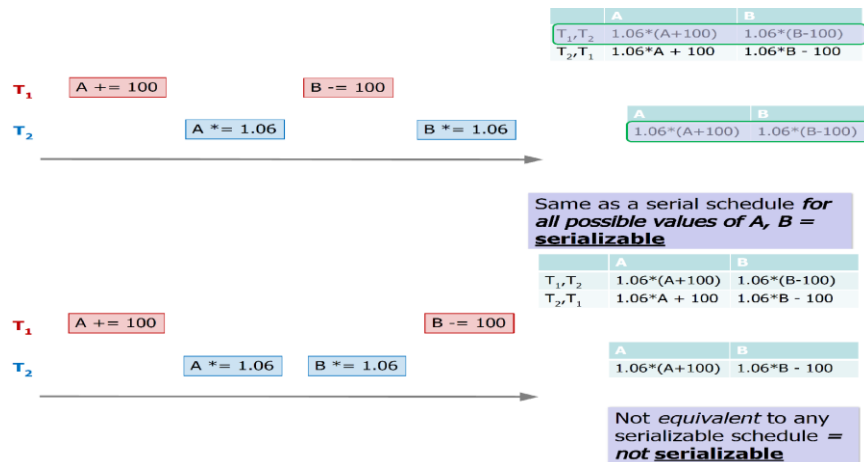 A B
T₁,T₂ 1.06*(A+100) 1.06*(B-100)
T₂,T₁ 1.06*A + 100 1.06*B - 100
T₁ A += 100 B -= 100
T₂ A *= 1.06 B *= 1.06
A B
1.06*(A+100) 1.06*(B-100)
Same as a serial schedule for
all possible values of A, B =
serializable
A B
T₁,T₂ 1.06*(A+100) 1.06*(B-100)
T₂,T₁ 1.06*A + 100 1.06*B - 100
T₁ A += 100 B -= 100
T₂ A *= 1.06 B *= 1.06
A B
1.06*(A+100) 1.06*B - 100
Not equivalent to any
serializable schedule =
not serializable